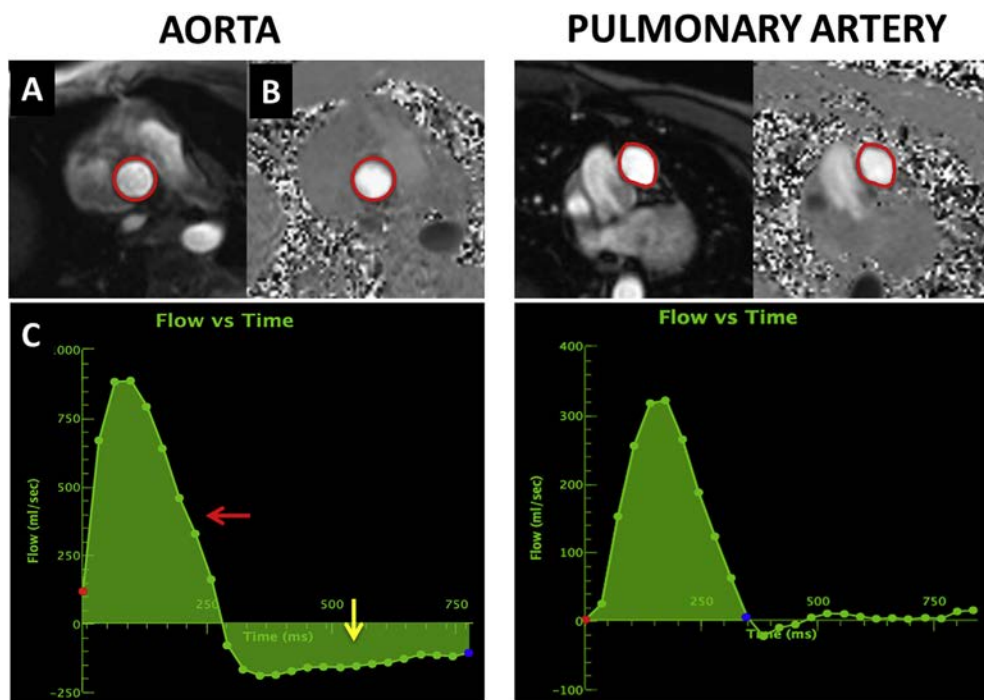 AORTA
PULMONARY ARTERY
A
B
C
Flow vs Time
.000
750
500
250
0
-250
Flow (ml/sec)
250
500
750
Time (ms)
Flow vs Time
400
300
200
100
0
-100
Flow (ml/sec)
250
500
750
Time (ms)